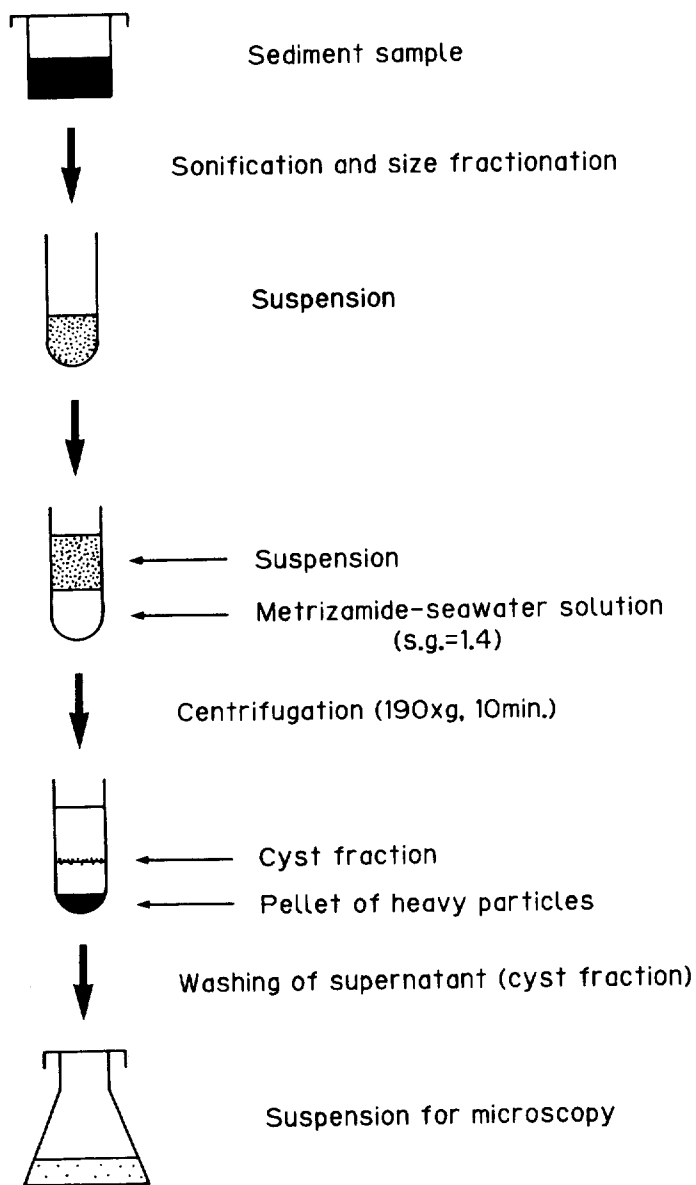 Sediment sample
Sonification and size fractionation
Suspension
Suspension
Metrizamide-seawater solution
(s.g.=1.4)
Centrifugation (190xg, 10min.)
Cyst fraction
Pellet of heavy particles
Washing of supernatant (cyst fraction)
Suspension for microscopy